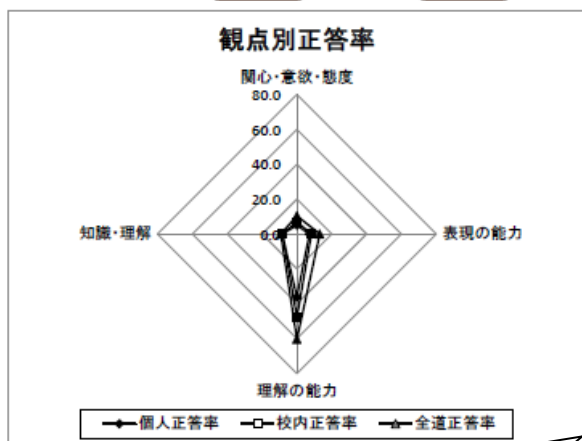 観点別正答率
関心・意欲・態度
80.0
60.0
40.0
20.0
0.0
知識・理解
表現の能力
理解の能力
個人正答率 校内正答率 全道正答率